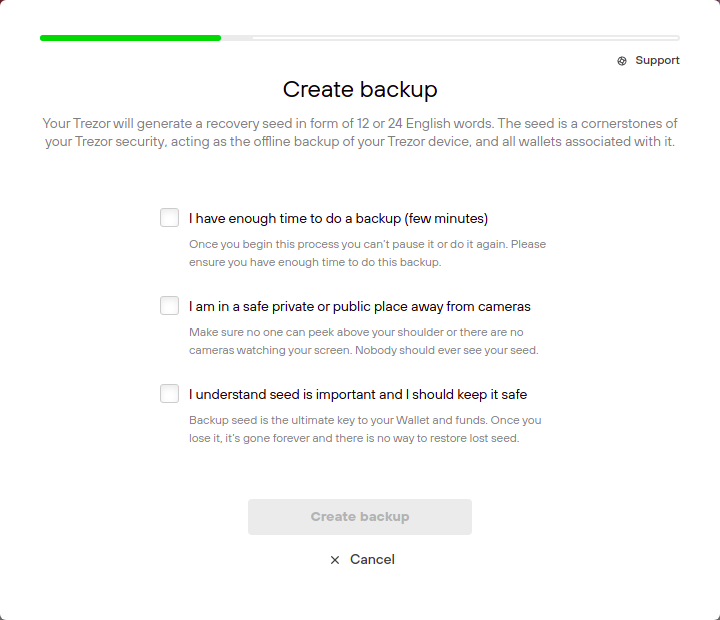 Support
Create backup
Your Trezor will generate a recovery seed in form of 12 or 24 English words. The seed is a cornerstones of
your Trezor security, acting as the offline backup of your Trezor device, and all wallets associated with it.
I have enough time to do a backup (few minutes)
Once you begin this process you can't pause it or do it again. Please
ensure you have enough time to do this backup.
I am in a safe private or public place away from cameras
Make sure no one can peek above your shoulder or there are no
cameras watching your screen. Nobody should ever see your seed.
I understand seed is important and I should keep it safe
Backup seed is the ultimate key to your Wallet and funds. Once you
lose it, it's gone forever and there is no way to restore lost seed.
Create backup
Cancel